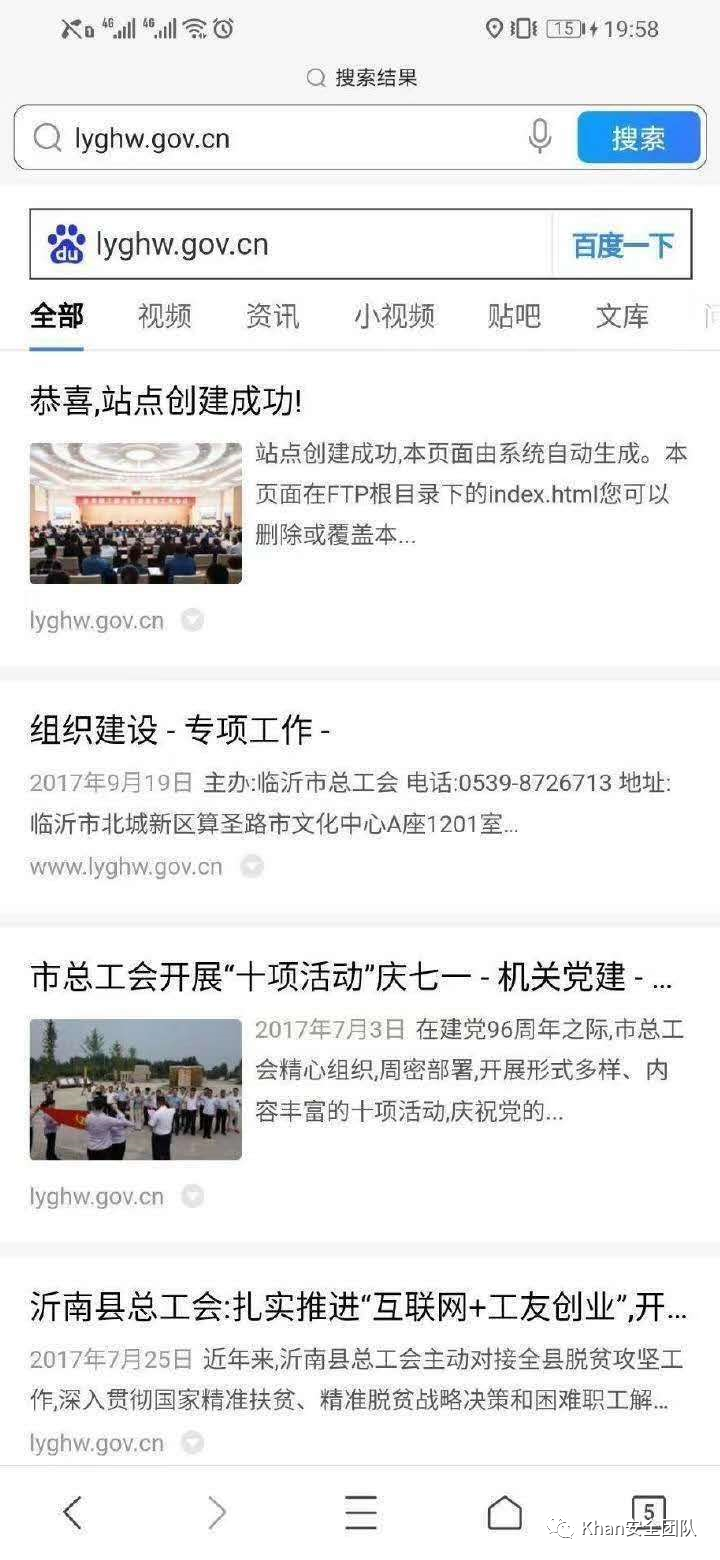 4G 4G 15 19:58
搜索结果
lyghw.gov.cn 搜索
du lyghw.gov.cn 百度一下
全部 视频 资讯 小视频 贴吧 文库
恭喜,站点创建成功!
站点创建成功,本页面由系统自动生成。本
页面在FTP根目录下的index.html您可以
删除或覆盖本...
lyghw.gov.cn
组织建设 - 专项工作 -
2017年9月19日 主办:临沂市总工会 电话:0539-8726713 地址:
临沂市北城新区算圣路市文化中心A座1201室...
www.lyghw.gov.cn
市总工会开展“十项活动”庆七一 - 机关党建 - ...
2017年7月3日 在建党96周年之际,市总工
会精心组织,周密部署,开展形式多样、内
容丰富的十项活动,庆祝党的...
lyghw.gov.cn
沂南县总工会:扎实推进“互联网+工友创业”,开...
2017年7月25日 近年来,沂南县总工会主动对接全县脱贫攻坚工
作,深入贯彻国家精准扶贫、精准脱贫战略决策和困难职工解...
lyghw.gov.cn
5
Khan安全团队